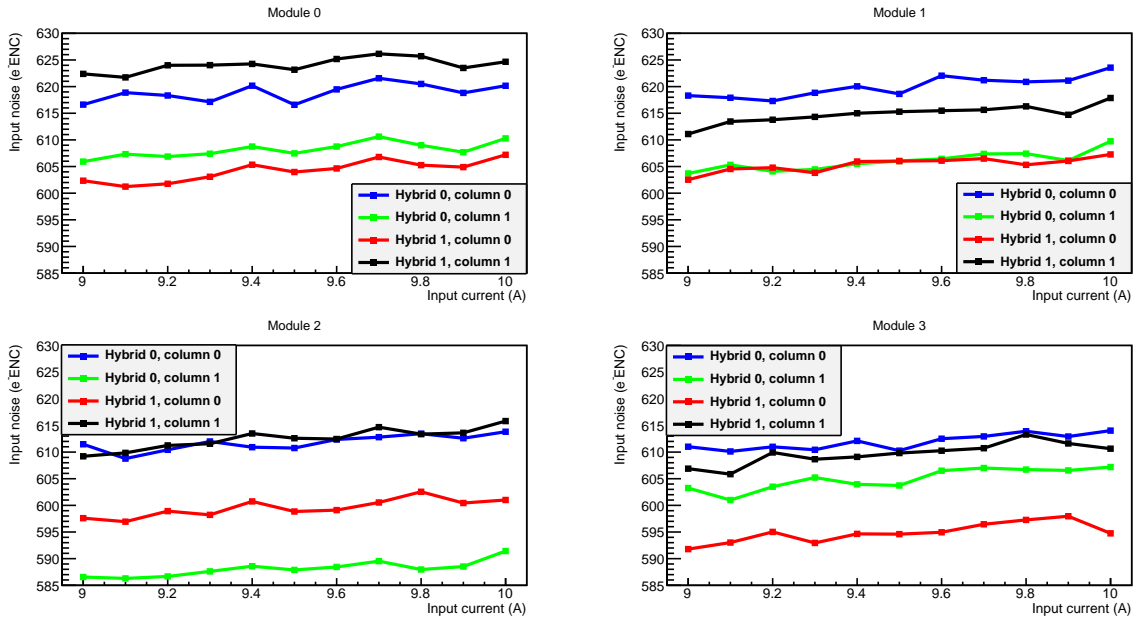 Module 0
Input noise (e⁻ENC)
630
625
620
615
610
605
600
595
590
585
Hybrid 0, column 0
Hybrid 0, column 1
Hybrid 1, column 0
Hybrid 1, column 1
9 9.2 9.4 9.6 9.8 10
Input current (A)
Module 1
Input noise (e⁻ENC)
630
625
620
615
610
605
600
595
590
585
Hybrid 0, column 0
Hybrid 0, column 1
Hybrid 1, column 0
Hybrid 1, column 1
9 9.2 9.4 9.6 9.8 10
Input current (A)
Module 2
Input noise (e⁻ENC)
630
625
620
615
610
605
600
595
590
585
Hybrid 0, column 0
Hybrid 0, column 1
Hybrid 1, column 0
Hybrid 1, column 1
9 9.2 9.4 9.6 9.8 10
Input current (A)
Module 3
Input noise (e⁻ENC)
630
625
620
615
610
605
600
595
590
585
Hybrid 0, column 0
Hybrid 0, column 1
Hybrid 1, column 0
Hybrid 1, column 1
9 9.2 9.4 9.6 9.8 10
Input current (A)